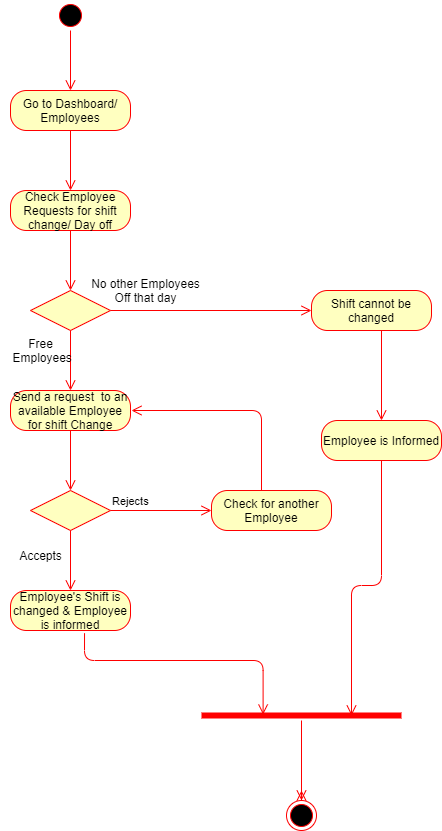 Go to Dashboard/
Employees
Check Employee
Requests for shift
change/ Day off
No other Employees
Off that day
Shift cannot be
changed
Free
Employees
Send a request  to an
available Employee
for shift Change
Employee is Informed
Rejects
Check for another
Employee
Accepts
Employee's Shift is
changed & Employee
is informed